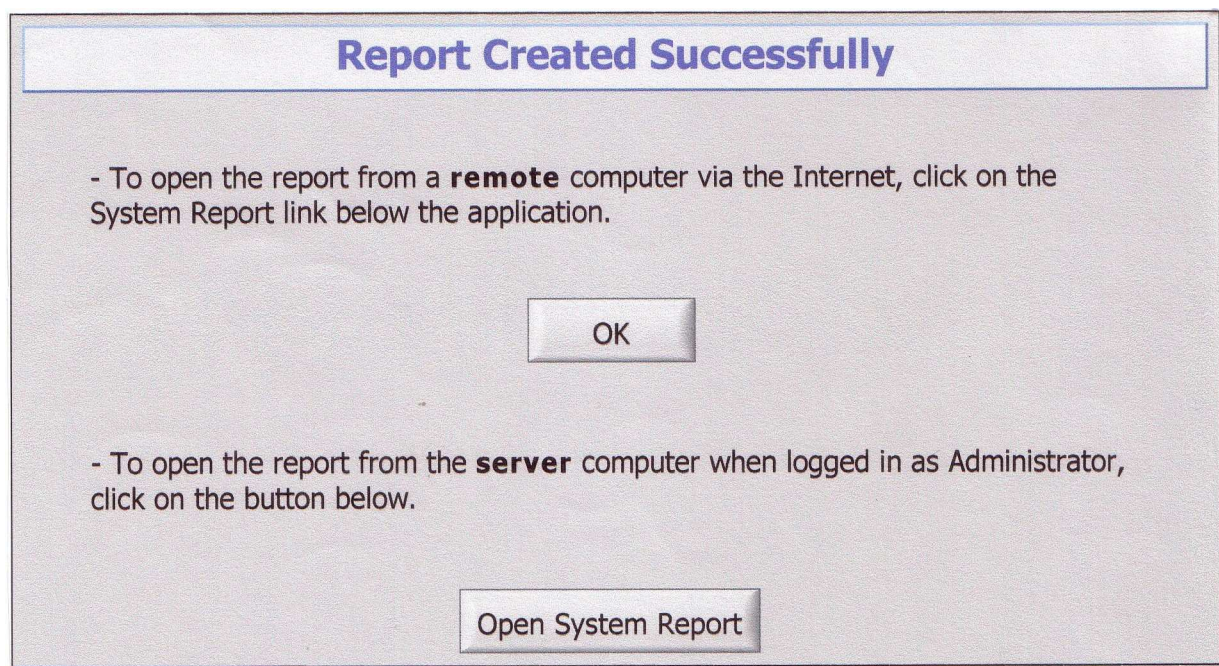 Report Created Successfully
- To open the report from a remote computer via the Internet, click on the
System Report link below the application.
OK
- To open the report from the server computer when logged in as Administrator,
click on the button below.
Open System Report